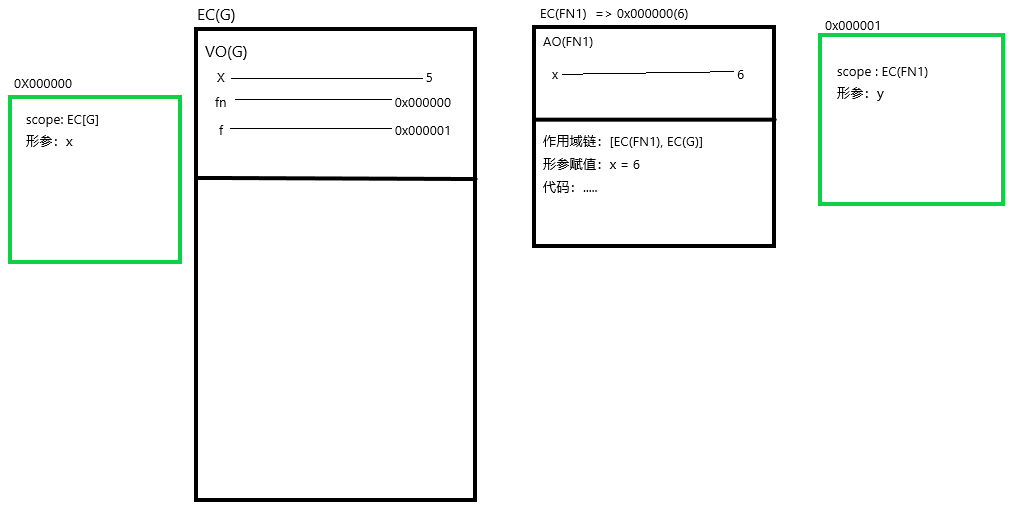 0X000000
scope: EC[G]
形参：x
EC(G)
VO(G)
X 5
fn 0x000000
f 0x000001
EC(FN1) => 0x000000(6)
AO(FN1)
x 6
作用域链：[EC(FN1), EC(G)]
形参赋值：x = 6
代码：.....
0x000001
scope : EC(FN1)
形参：y